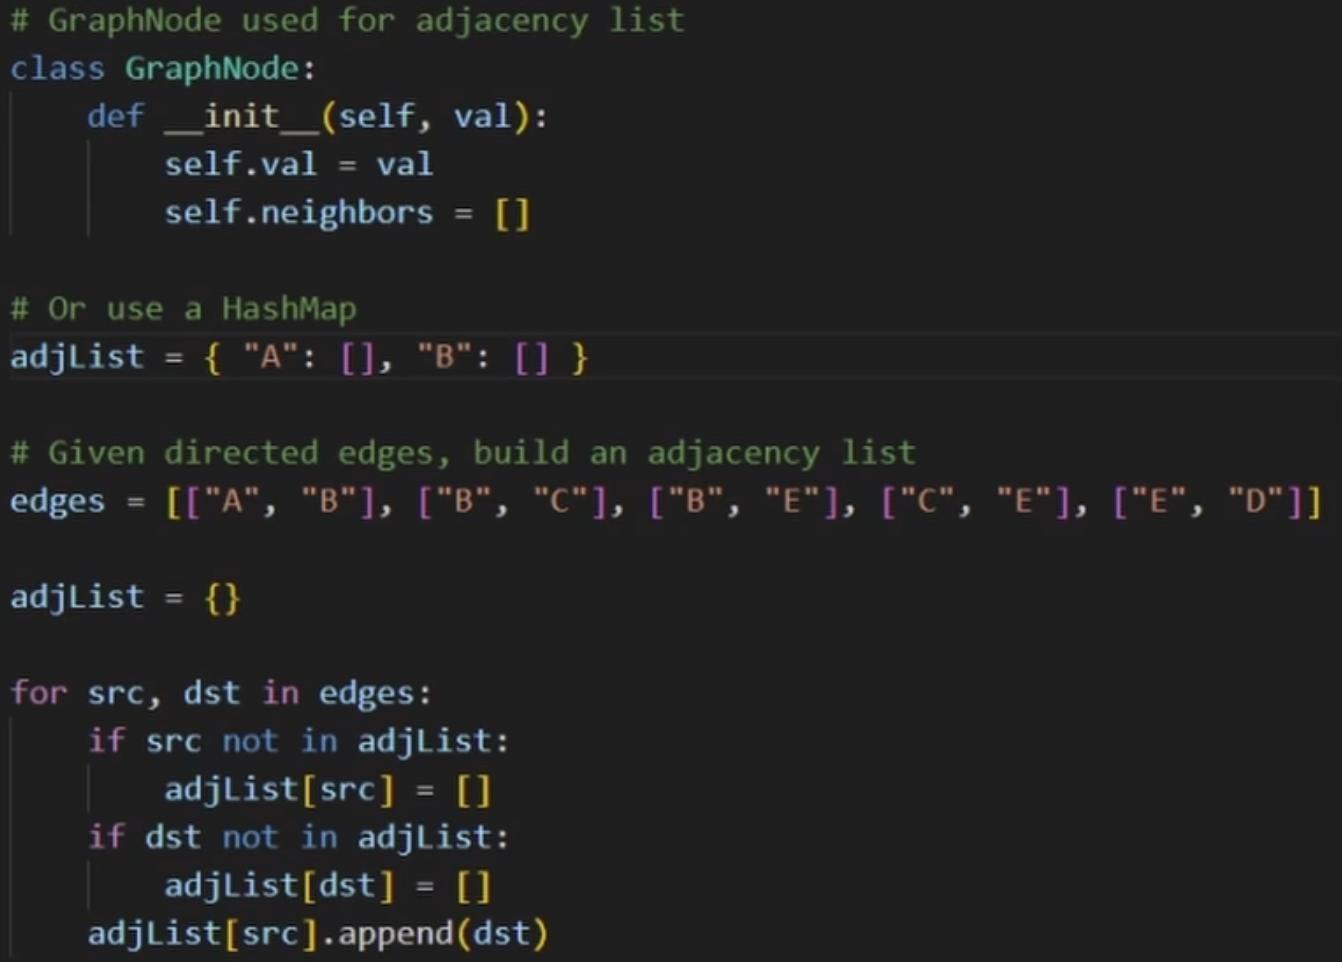 # GraphNode used for adjacency list
class GraphNode:
    def __init__(self, val):
        self.val = val
        self.neighbors = []

# Or use a HashMap
adjList = { "A": [], "B": [] }

# Given directed edges, build an adjacency list
edges = [["A", "B"], ["B", "C"], ["B", "E"], ["C", "E"], ["E", "D"]]

adjList = {}

for src, dst in edges:
    if src not in adjList:
        adjList[src] = []
    if dst not in adjList:
        adjList[dst] = []
    adjList[src].append(dst)